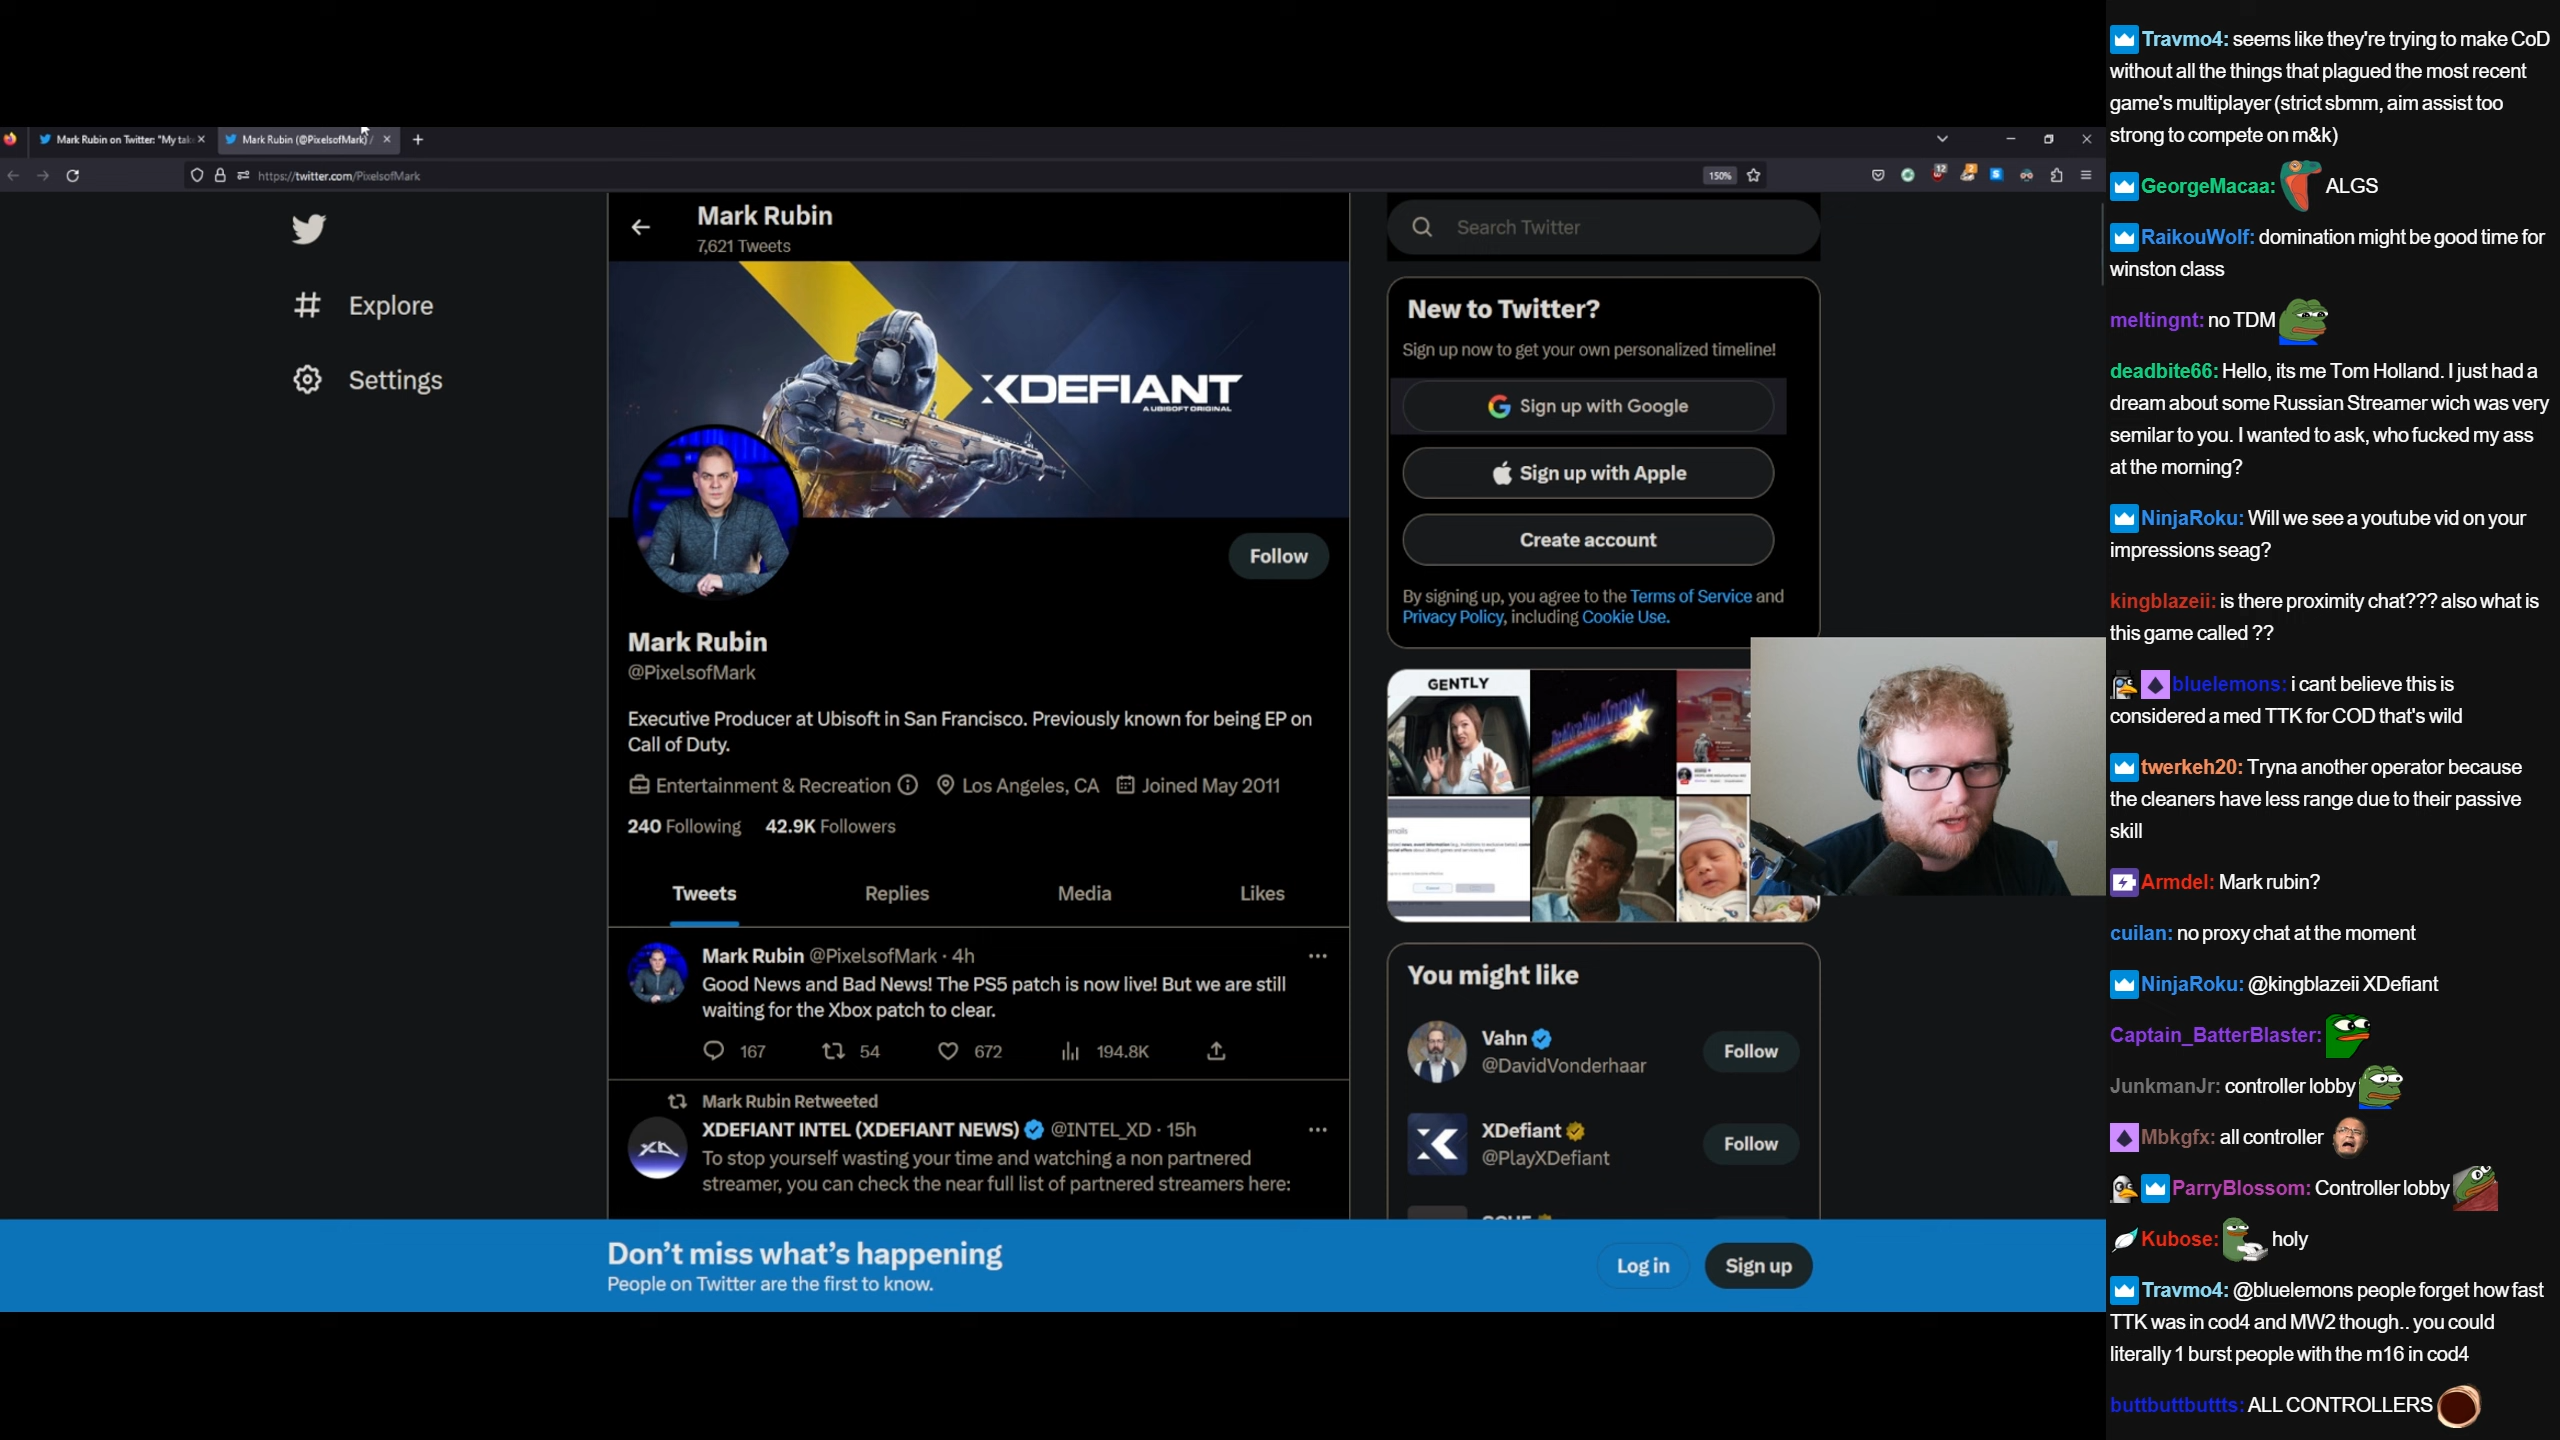 Mark Rubin on Twitter: "My tak
Mark Rubin (@PixelsofMark) /
https://twitter.com/PixelsofMark
150%
12
2
Explore
Settings
Mark Rubin
7,621 Tweets
XDEFIANT
A UBISOFT ORIGINAL
Follow
Mark Rubin
@PixelsofMark
Executive Producer at Ubisoft in San Francisco. Previously known for being EP on
Call of Duty.
Entertainment & Recreation Los Angeles, CA Joined May 2011
240 Following 42.9K Followers
Tweets Replies Media Likes
Mark Rubin @PixelsofMark · 4h
Good News and Bad News! The PS5 patch is now live! But we are still
waiting for the Xbox patch to clear.
167 54 672 194.8K
Mark Rubin Retweeted
XDEFIANT INTEL (XDEFIANT NEWS) @INTEL_XD · 15h
To stop yourself wasting your time and watching a non partnered
streamer, you can check the near full list of partnered streamers here:
Search Twitter
New to Twitter?
Sign up now to get your own personalized timeline!
Sign up with Google
Sign up with Apple
Create account
By signing up, you agree to the Terms of Service and
Privacy Policy, including Cookie Use.
GENTLY
You might like
Vahn
@DavidVonderhaar
Follow
XDefiant
@PlayXDefiant
Follow
Don't miss what's happening
People on Twitter are the first to know.
Log in
Sign up
Travmo4: seems like they're trying to make CoD
without all the things that plagued the most recent
game's multiplayer (strict sbmm, aim assist too
strong to compete on m&k)
GeorgeMacaa: ALGS
RaikouWolf: domination might be good time for
winston class
meltingnt: no TDM
deadbite66: Hello, its me Tom Holland. I just had a
dream about some Russian Streamer wich was very
semilar to you. I wanted to ask, who fucked my ass
at the morning?
NinjaRoku: Will we see a youtube vid on your
impressions seag?
kingblazeii: is there proximity chat??? also what is
this game called ??
bluelemons: i cant believe this is
considered a med TTK for COD that's wild
twerkeh20: Tryna another operator because
the cleaners have less range due to their passive
skill
Armdel: Mark rubin?
cuilan: no proxy chat at the moment
NinjaRoku: @kingblazeii XDefiant
Captain_BatterBlaster:
JunkmanJr: controller lobby
Mbkgfx: all controller
ParryBlossom: Controller lobby
Kubose: holy
Travmo4: @bluelemons people forget how fast
TTK was in cod4 and MW2 though.. you could
literally 1 burst people with the m16 in cod4
buttbuttbuttts: ALL CONTROLLERS